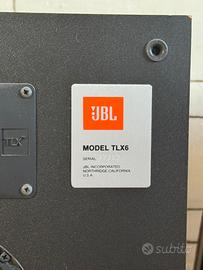 JBL
TLX
MODEL TLX6
SERIAL
JBL INCORPORATED
NORTHRIDGE, CALIFORNIA
U.S.A.
subito